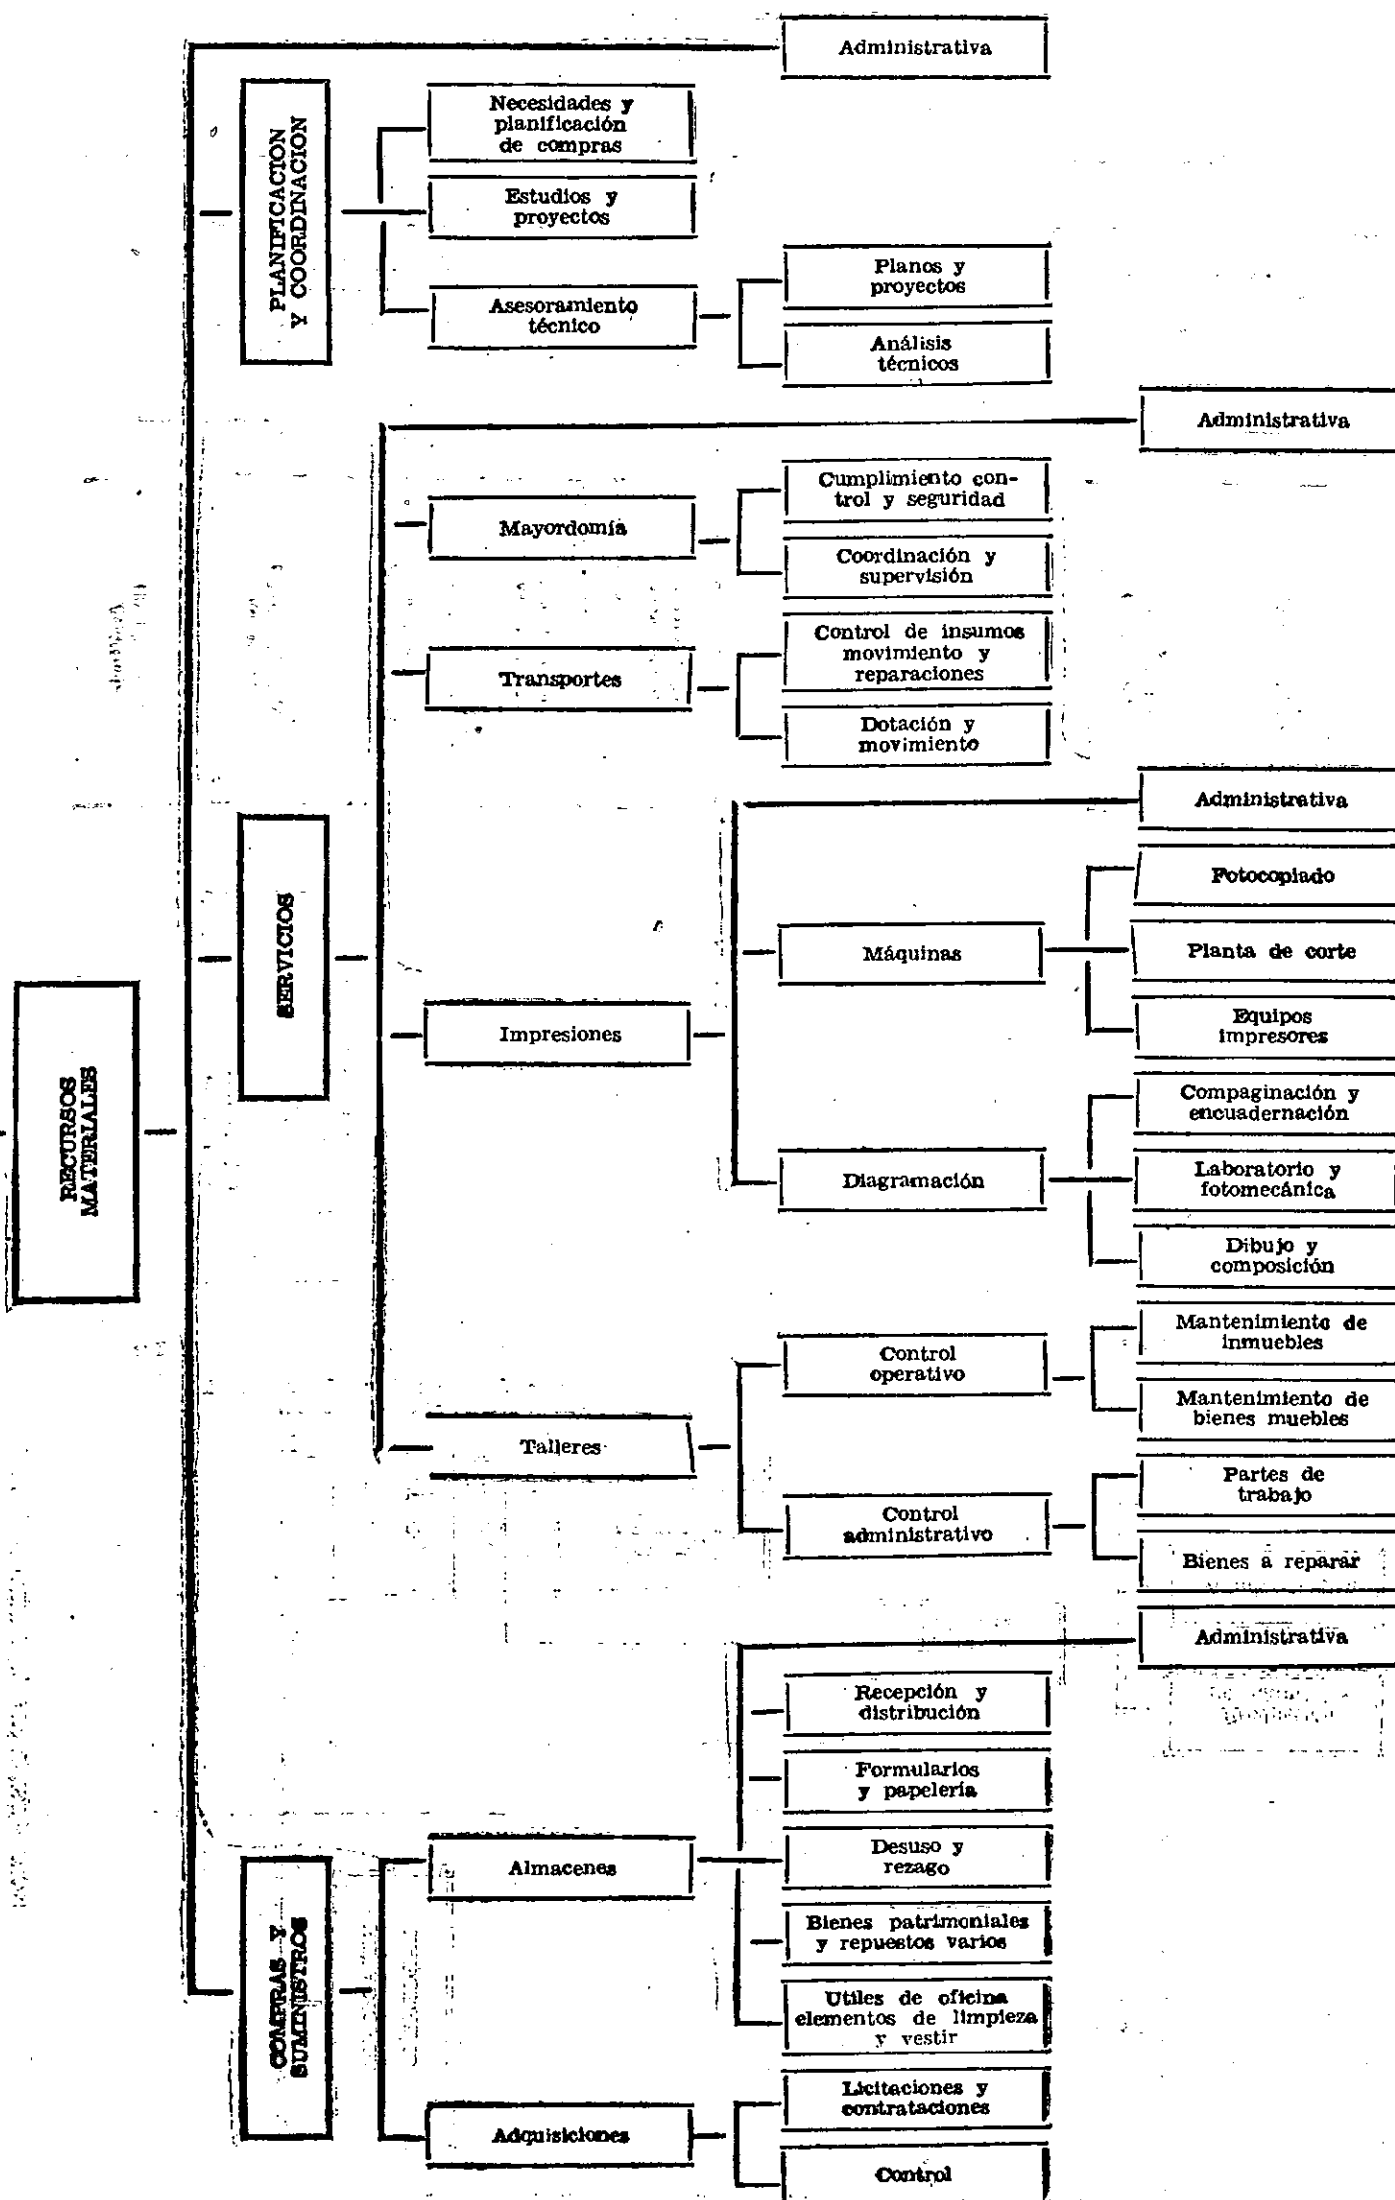 Administrativa
PLANIFICACION
Y COORDINACION
Necesidades y
planificación
de compras
Estudios y
proyectos
Asesoramiento
técnico
Planos y
proyectos
Análisis
técnicos
Administrativa
Mayordomía
Cumplimiento con-
trol y seguridad
Coordinación y
supervisión
Transportes
Control de insumos
movimiento y
reparaciones
Dotación y
movimiento
SERVICIOS
Administrativa
Fotocopiado
Máquinas
Planta de corte
Equipos
impresores
Impresiones
RECURSOS
MATERIALES
Compaginación y
encuadernación
Diagramación
Laboratorio y
fotomecánica
Dibujo y
composición
Control
operativo
Mantenimiento de
inmuebles
Mantenimiento de
bienes muebles
Talleres
Control
administrativo
Partes de
trabajo
Bienes a reparar
Administrativa
Recepción y
distribución
Formularios
y papelería
Almacenes
Desuso y
rezago
Bienes patrimoniales
y repuestos varios
COMPRAS Y
SUMINISTROS
Utiles de oficina
elementos de limpieza
y vestir
Adquisiciones
Licitaciones y
contrataciones
Control